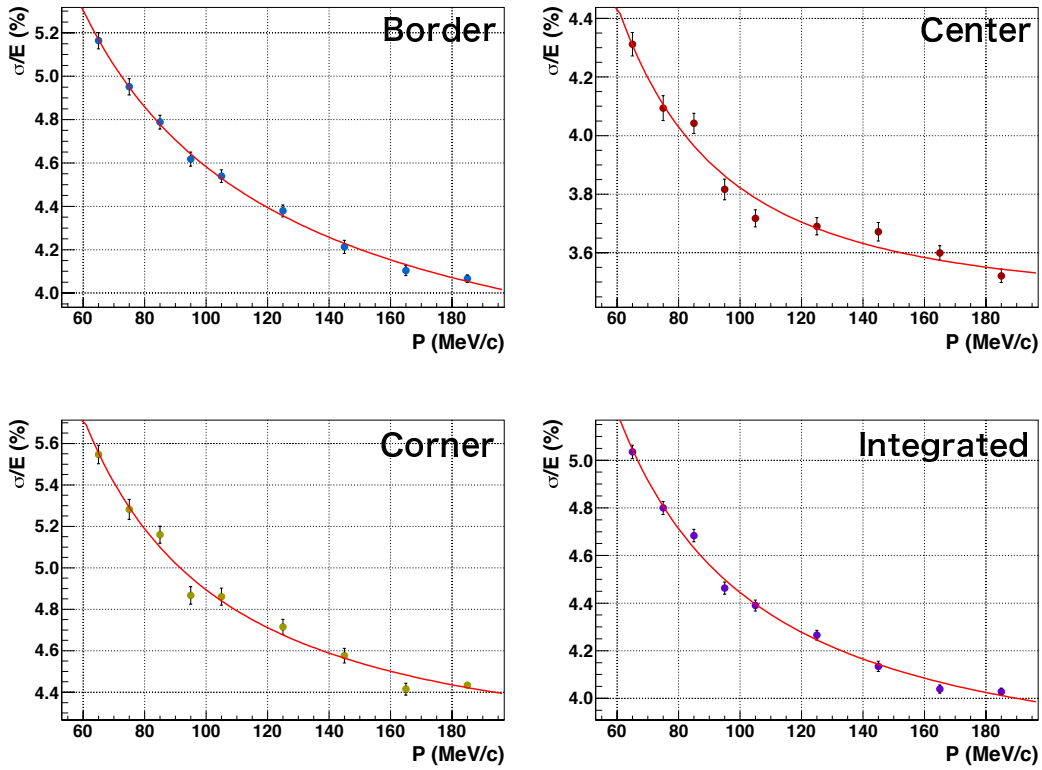 Border
σ/E (%)
5.2
5.0
4.8
4.6
4.4
4.2
4.0
60 80 100 120 140 160 180
P (MeV/c)
Center
σ/E (%)
4.4
4.2
4.0
3.8
3.6
60 80 100 120 140 160 180
P (MeV/c)
Corner
σ/E (%)
5.6
5.4
5.2
5.0
4.8
4.6
4.4
60 80 100 120 140 160 180
P (MeV/c)
Integrated
σ/E (%)
5.0
4.8
4.6
4.4
4.2
4.0
60 80 100 120 140 160 180
P (MeV/c)